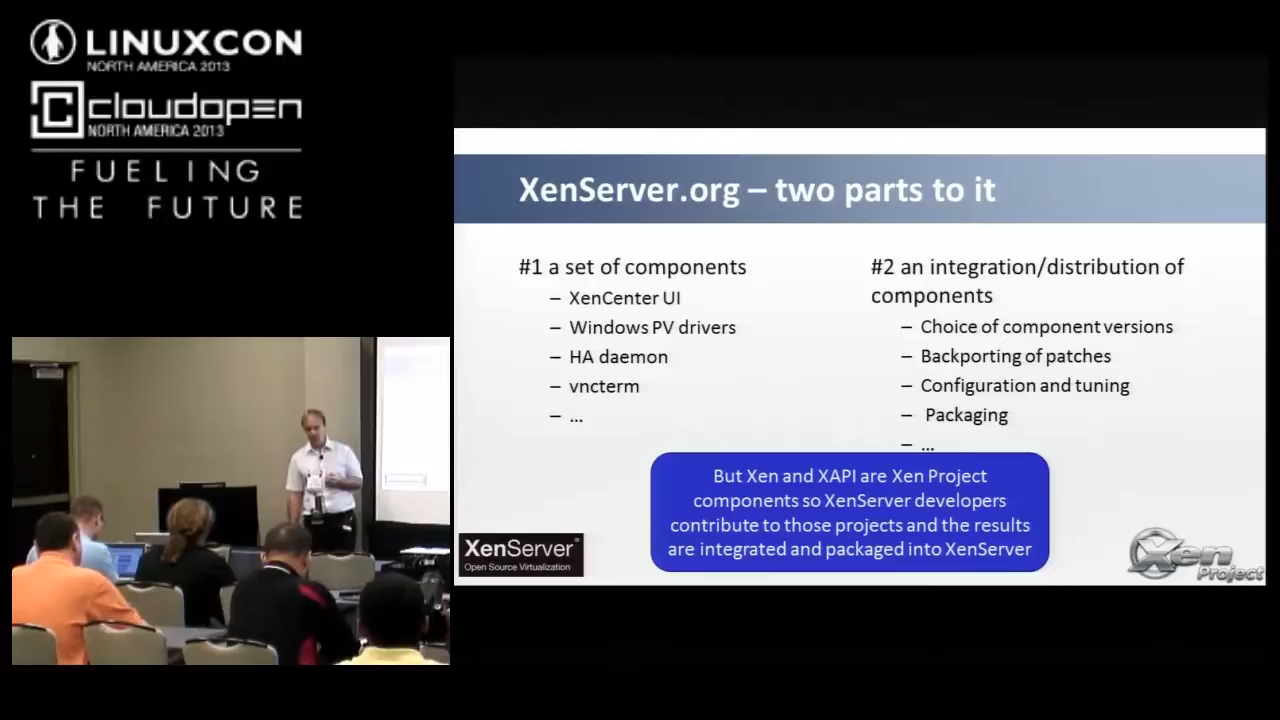 LINUXCON
NORTH AMERICA 2013
cloudopen
NORTH AMERICA 2013
FUELING
THE FUTURE
XenServer.org – two parts to it
#1 a set of components
– XenCenter UI
– Windows PV drivers
– HA daemon
– vncterm
– ...
#2 an integration/distribution of
components
– Choice of component versions
– Backporting of patches
– Configuration and tuning
– Packaging
– ...
But Xen and XAPI are Xen Project
components so XenServer developers
contribute to those projects and the results
are integrated and packaged into XenServer
XenServer®
Open Source Virtualization
Xen
Project